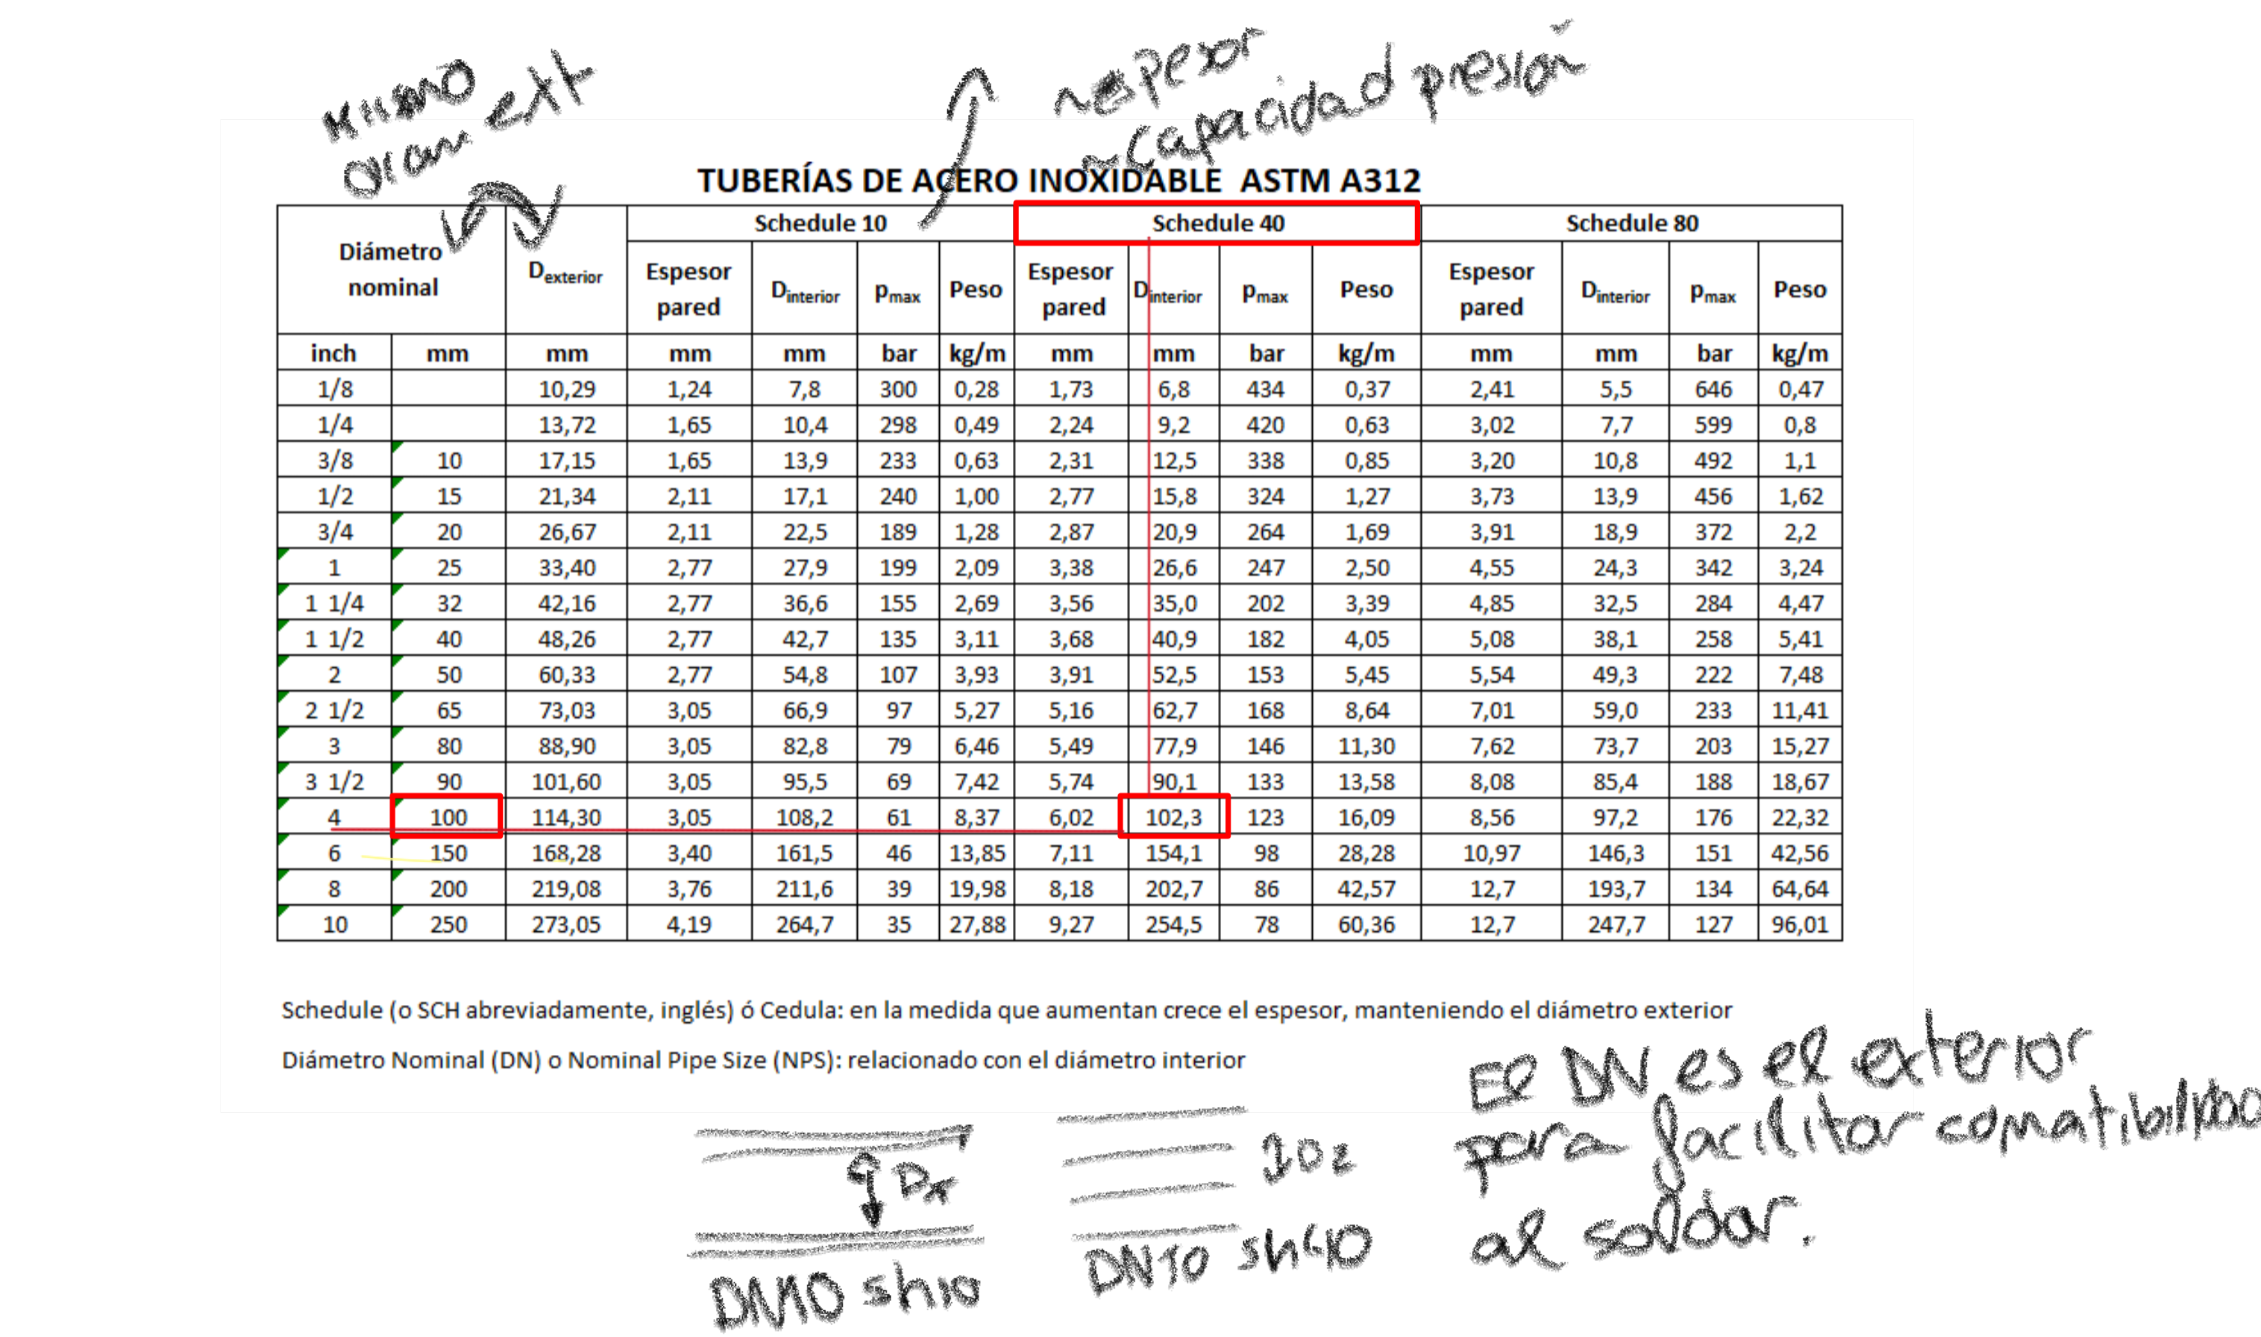 Mismo
diam ext
~espesor
~Capacidad presión
TUBERÍAS DE ACERO INOXIDABLE ASTM A312
Diámetro nominal D exterior Schedule 10 Schedule 40 Schedule 80
Espesor pared D interior p max Peso Espesor pared D interior p max Peso Espesor pared D interior p max Peso
inch mm mm mm mm bar kg/m mm mm bar kg/m mm mm bar kg/m
1/8 10,29 1,24 7,8 300 0,28 1,73 6,8 434 0,37 2,41 5,5 646 0,47
1/4 13,72 1,65 10,4 298 0,49 2,24 9,2 420 0,63 3,02 7,7 599 0,8
3/8 10 17,15 1,65 13,9 233 0,63 2,31 12,5 338 0,85 3,20 10,8 492 1,1
1/2 15 21,34 2,11 17,1 240 1,00 2,77 15,8 324 1,27 3,73 13,9 456 1,62
3/4 20 26,67 2,11 22,5 189 1,28 2,87 20,9 264 1,69 3,91 18,9 372 2,2
1 25 33,40 2,77 27,9 199 2,09 3,38 26,6 247 2,50 4,55 24,3 342 3,24
1 1/4 32 42,16 2,77 36,6 155 2,69 3,56 35,0 202 3,39 4,85 32,5 284 4,47
1 1/2 40 48,26 2,77 42,7 135 3,11 3,68 40,9 182 4,05 5,08 38,1 258 5,41
2 50 60,33 2,77 54,8 107 3,93 3,91 52,5 153 5,45 5,54 49,3 222 7,48
2 1/2 65 73,03 3,05 66,9 97 5,27 5,16 62,7 168 8,64 7,01 59,0 233 11,41
3 80 88,90 3,05 82,8 79 6,46 5,49 77,9 146 11,30 7,62 73,7 203 15,27
3 1/2 90 101,60 3,05 95,5 69 7,42 5,74 90,1 133 13,58 8,08 85,4 188 18,67
4 100 114,30 3,05 108,2 61 8,37 6,02 102,3 123 16,09 8,56 97,2 176 22,32
6 150 168,28 3,40 161,5 46 13,85 7,11 154,1 98 28,28 10,97 146,3 151 42,56
8 200 219,08 3,76 211,6 39 19,98 8,18 202,7 86 42,57 12,7 193,7 134 64,64
10 250 273,05 4,19 264,7 35 27,88 9,27 254,5 78 60,36 12,7 247,7 127 96,01
Schedule (o SCH abreviadamente, inglés) ó Cedula: en la medida que aumentan crece el espesor, manteniendo el diámetro exterior
Diámetro Nominal (DN) o Nominal Pipe Size (NPS): relacionado con el diámetro interior
DN10 sh10
DN10 sh40
El DN es el exterior
para facilitar comatibilidad
al soldar.